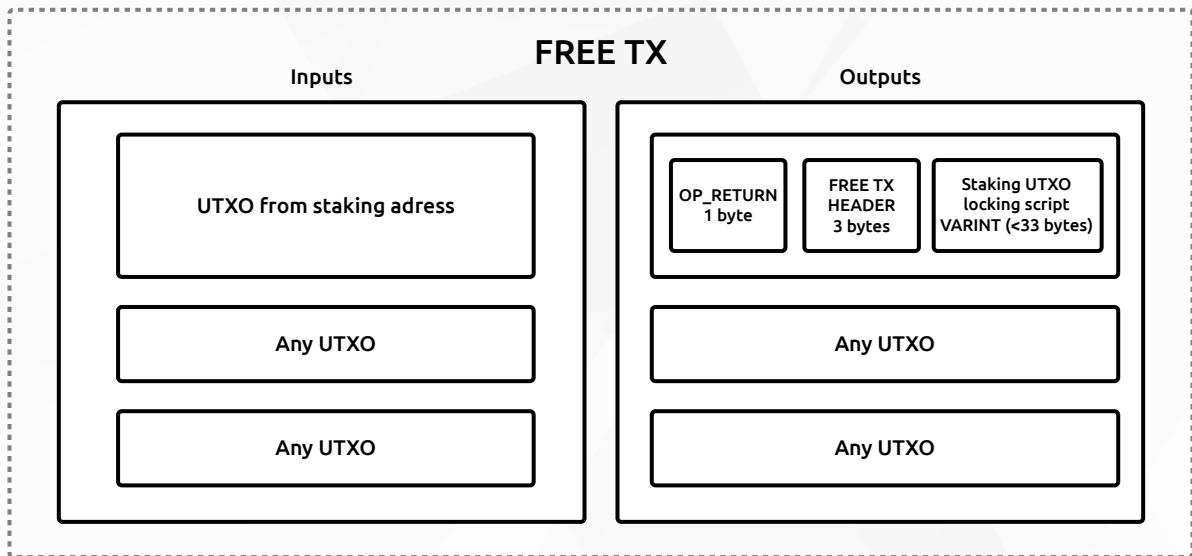 FREE TX
Inputs
Outputs
UTXO from staking adress
OP_RETURN
1 byte
FREE TX
HEADER
3 bytes
Staking UTXO
locking script
VARINT (<33 bytes)
Any UTXO
Any UTXO
Any UTXO
Any UTXO